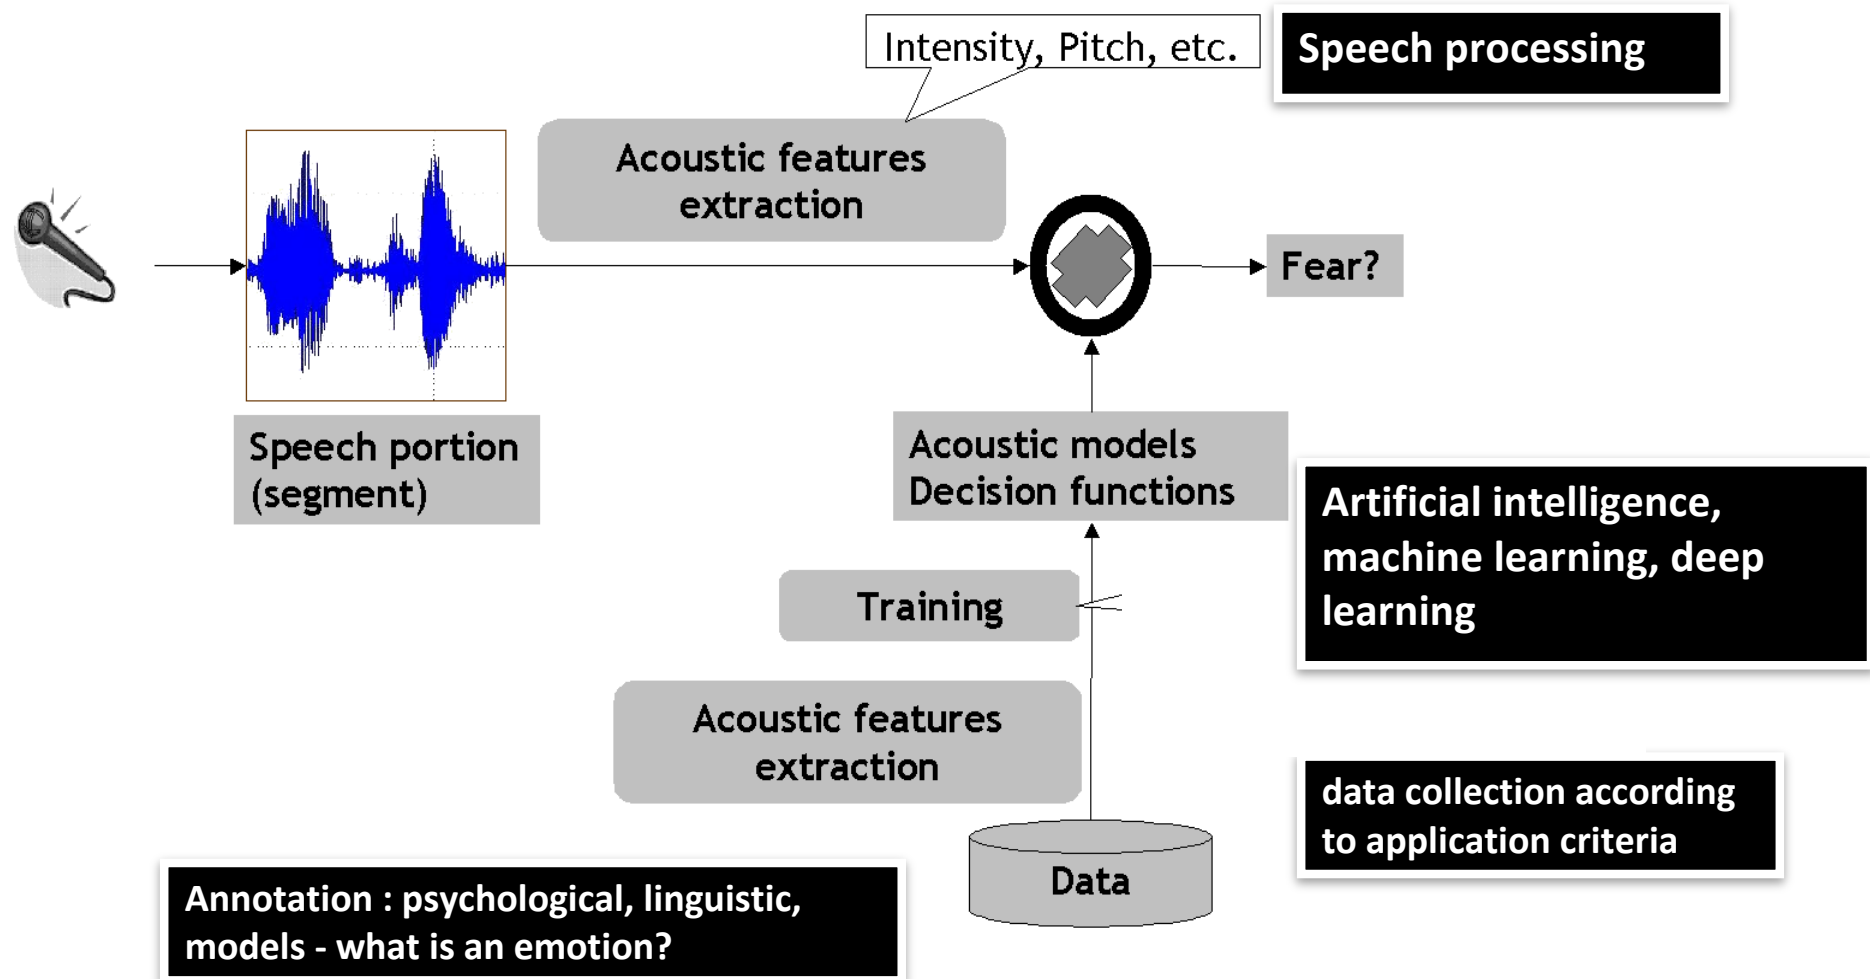 Intensity, Pitch, etc.
Speech processing
Acoustic features
extraction
Fear?
Speech portion
(segment)
Acoustic models
Decision functions
Artificial intelligence,
machine learning, deep
learning
Training
Acoustic features
extraction
data collection according
to application criteria
Data
Annotation : psychological, linguistic,
models - what is an emotion?